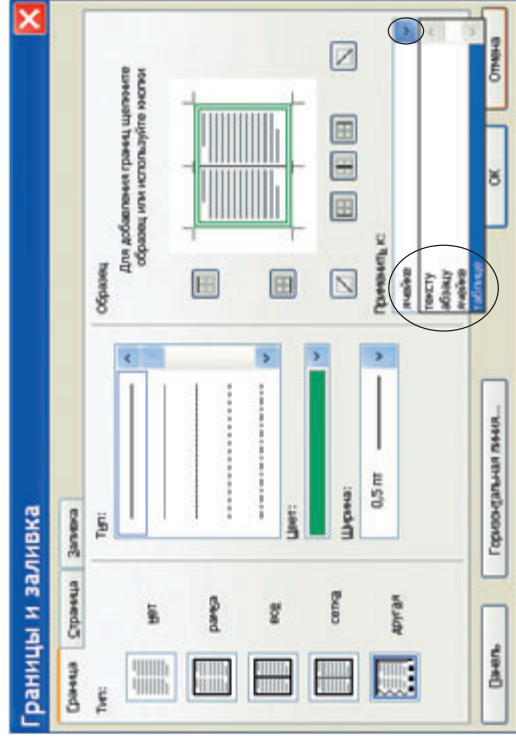 Границы и заливка
Граница
Страница
Заливка
Тип:
нет
рамка
все
сетка
другая
Тип:
Цвет:
Ширина:
0,5 пт
Образец
Для добавления границ щелкните
образец или используйте кнопки
Применить к:
ячейке
тексту
абзацу
ячейке
таблице
Панель
Горизонтальная линия...
ОК
Отмена